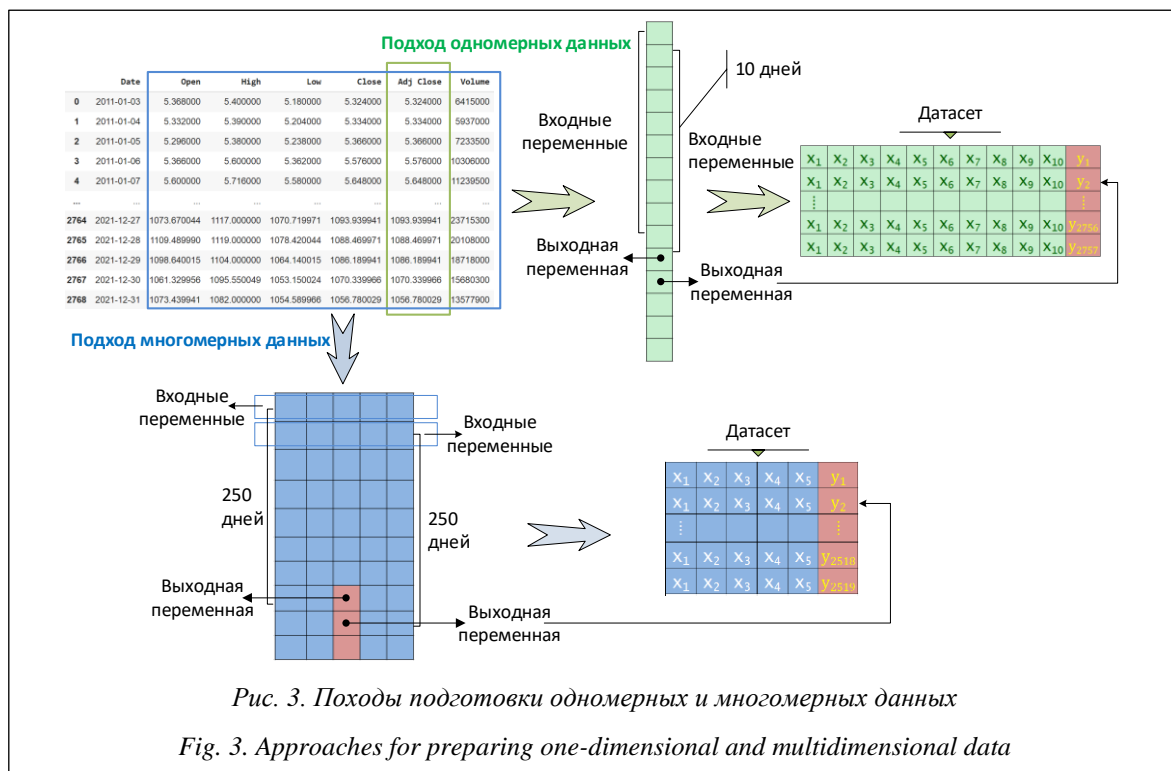 Подход одномерных данных
Date Open High Low Close Adj Close Volume
0 2011-01-03 5.368000 5.400000 5.180000 5.324000 5.324000 6415000
1 2011-01-04 5.332000 5.390000 5.204000 5.334000 5.334000 5937000
2 2011-01-05 5.296000 5.380000 5.238000 5.366000 5.366000 7233500
3 2011-01-06 5.366000 5.600000 5.362000 5.576000 5.576000 10306000
4 2011-01-07 5.600000 5.716000 5.580000 5.648000 5.648000 11239500
... ... ... ... ... ... ... ...
2764 2021-12-27 1073.670044 1117.000000 1070.719971 1093.939941 1093.939941 23715300
2765 2021-12-28 1109.489990 1119.000000 1078.420044 1088.469971 1088.469971 20108000
2766 2021-12-29 1098.640015 1104.000000 1064.140015 1086.189941 1086.189941 18718000
2767 2021-12-30 1061.329956 1095.550049 1053.150024 1070.339966 1070.339966 15680300
2768 2021-12-31 1073.439941 1082.000000 1054.589966 1056.780029 1056.780029 13577900
10 дней
Входные
переменные
Входные
переменные
Выходная
переменная
Выходная
переменная
Датасет
x₁ x₂ x₃ x₄ x₅ x₆ x₇ x₈ x₉ x₁₀ y₁
x₁ x₂ x₃ x₄ x₅ x₆ x₇ x₈ x₉ x₁₀ y₂
⋮ ⋮
x₁ x₂ x₃ x₄ x₅ x₆ x₇ x₈ x₉ x₁₀ y₂₇₅₆
x₁ x₂ x₃ x₄ x₅ x₆ x₇ x₈ x₉ x₁₀ y₂₇₅₇
Подход многомерных данных
Входные
переменные
Входные
переменные
250
дней
250
дней
Выходная
переменная
Выходная
переменная
Датасет
x₁ x₂ x₃ x₄ x₅ y₁
x₁ x₂ x₃ x₄ x₅ y₂
⋮ ⋮
x₁ x₂ x₃ x₄ x₅ y₂₅₁₈
x₁ x₂ x₃ x₄ x₅ y₂₅₁₉
Рис. 3. Походы подготовки одномерных и многомерных данных
Fig. 3. Approaches for preparing one-dimensional and multidimensional data